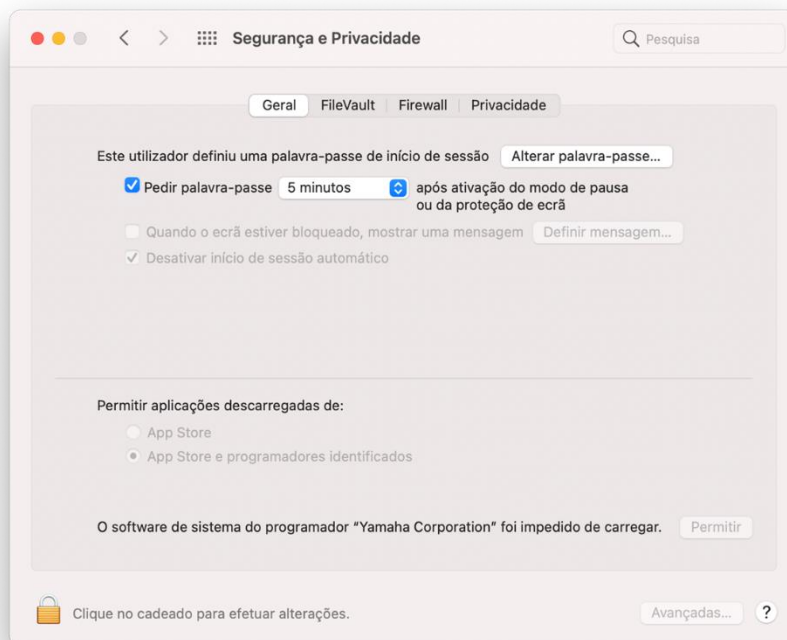 Segurança e Privacidade
Pesquisa
Geral FileVault Firewall Privacidade
Este utilizador definiu uma palavra-passe de início de sessão Alterar palavra-passe...
Pedir palavra-passe 5 minutos após ativação do modo de pausa
ou da proteção de ecrã
Quando o ecrã estiver bloqueado, mostrar uma mensagem Definir mensagem...
Desativar início de sessão automático
Permitir aplicações descarregadas de:
App Store
App Store e programadores identificados
O software de sistema do programador “Yamaha Corporation” foi impedido de carregar. Permitir
Clique no cadeado para efetuar alterações. Avançadas... ?